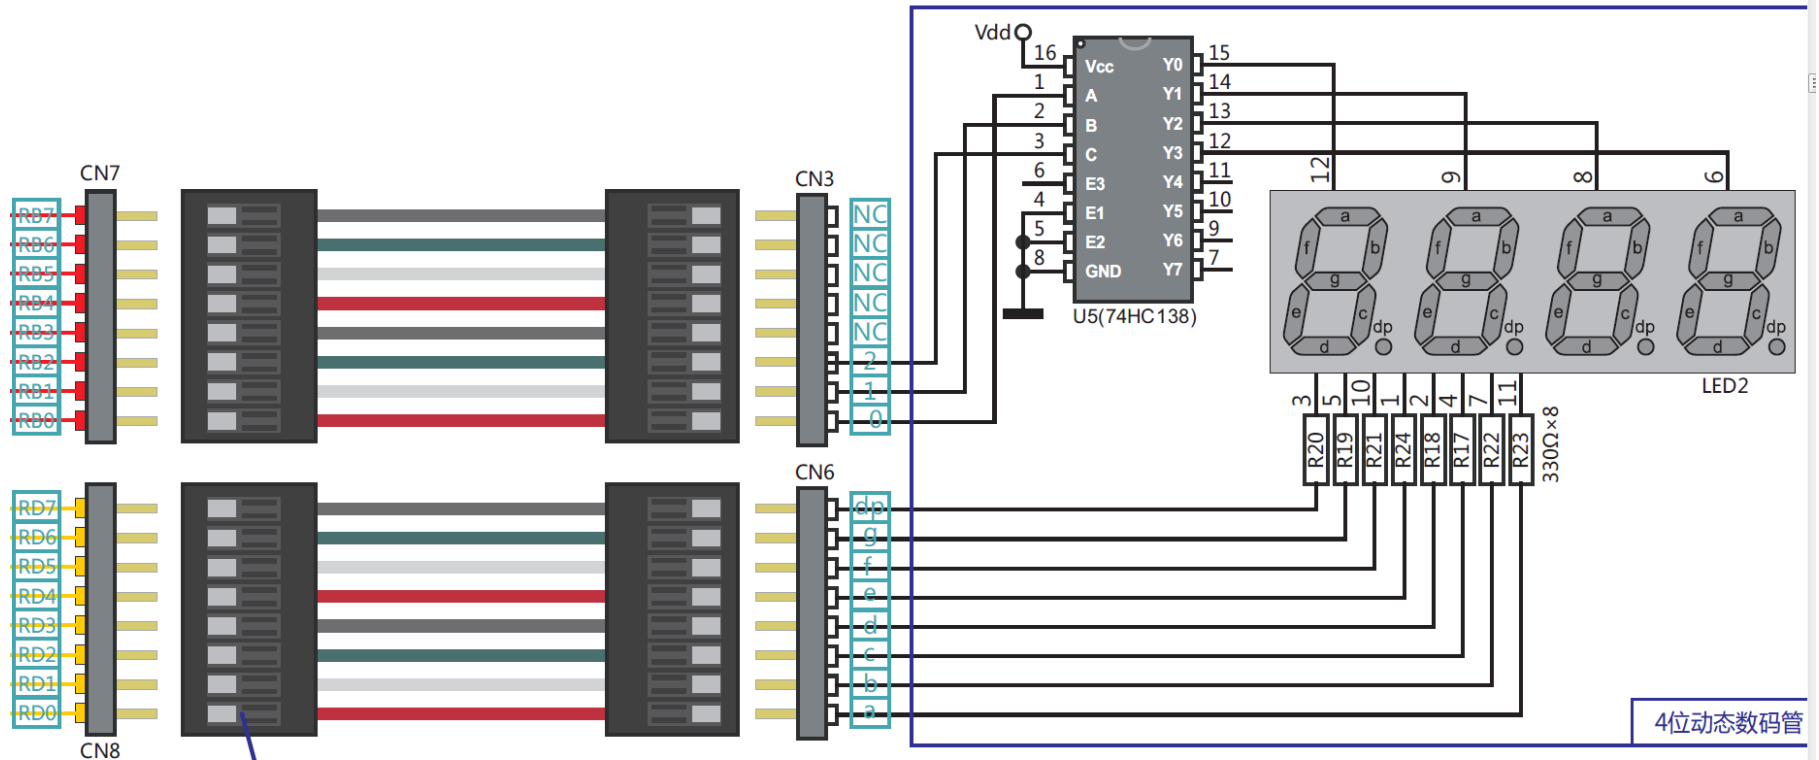 CN7
RB7
RB6
RB5
RB4
RB3
RB2
RB1
RB0
CN8
RD7
RD6
RD5
RD4
RD3
RD2
RD1
RD0
CN3
NC
NC
NC
NC
NC
2
1
0
CN6
dp
g
f
e
d
c
b
a
Vdd
16 Vcc Y0 15
1 A Y1 14
2 B Y2 13
3 C Y3 12
6 E3 Y4 11
4 E1 Y5 10
5 E2 Y6 9
8 GND Y7 7
U5(74HC138)
12 9 8 6
a a a a
f b f b f b f b
g g g g
e c dp e c dp e c dp e c dp
d d d d
LED2
3 5 10 1 2 4 7 11
R20 R19 R21 R24 R18 R17 R22 R23
330Ω×8
4位动态数码管